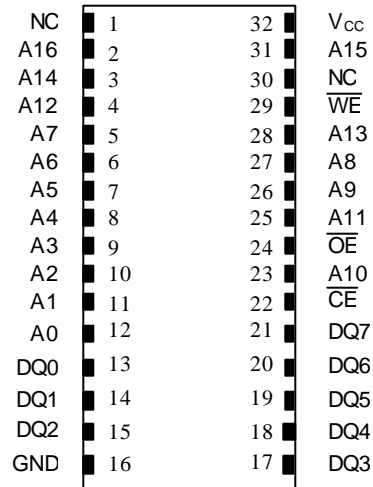 NC 1 32 VCC
A16 2 31 A15
A14 3 30 NC
A12 4 29 W̅E̅
A7 5 28 A13
A6 6 27 A8
A5 7 26 A9
A4 8 25 A11
A3 9 24 O̅E̅
A2 10 23 A10
A1 11 22 C̅E̅
A0 12 21 DQ7
DQ0 13 20 DQ6
DQ1 14 19 DQ5
DQ2 15 18 DQ4
GND 16 17 DQ3